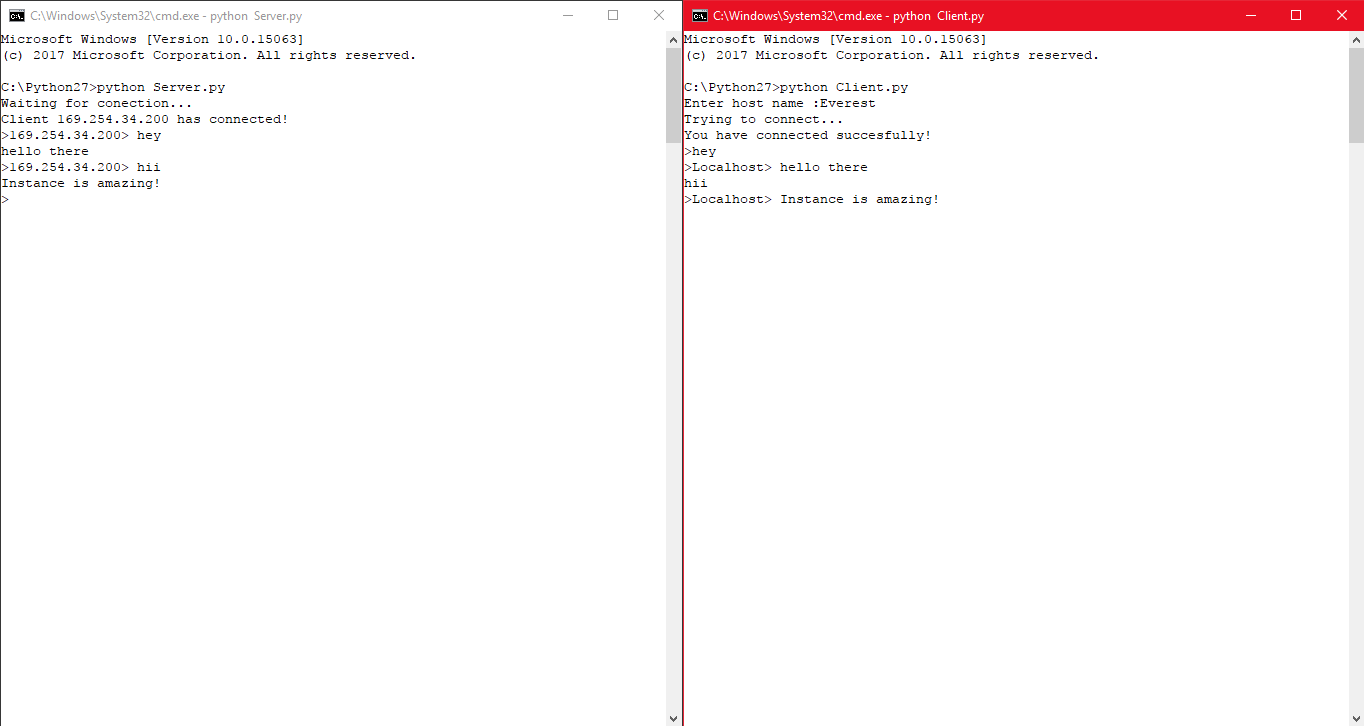 C:\Windows\System32\cmd.exe - python  Server.py
Microsoft Windows [Version 10.0.15063]
(c) 2017 Microsoft Corporation. All rights reserved.
C:\Python27>python Server.py
Waiting for conection...
Client 169.254.34.200 has connected!
>169.254.34.200> hey
hello there
>169.254.34.200> hii
Instance is amazing!
>
C:\Windows\System32\cmd.exe - python  Client.py
Microsoft Windows [Version 10.0.15063]
(c) 2017 Microsoft Corporation. All rights reserved.
C:\Python27>python Client.py
Enter host name :Everest
Trying to connect...
You have connected succesfully!
>hey
>Localhost> hello there
hii
>Localhost> Instance is amazing!